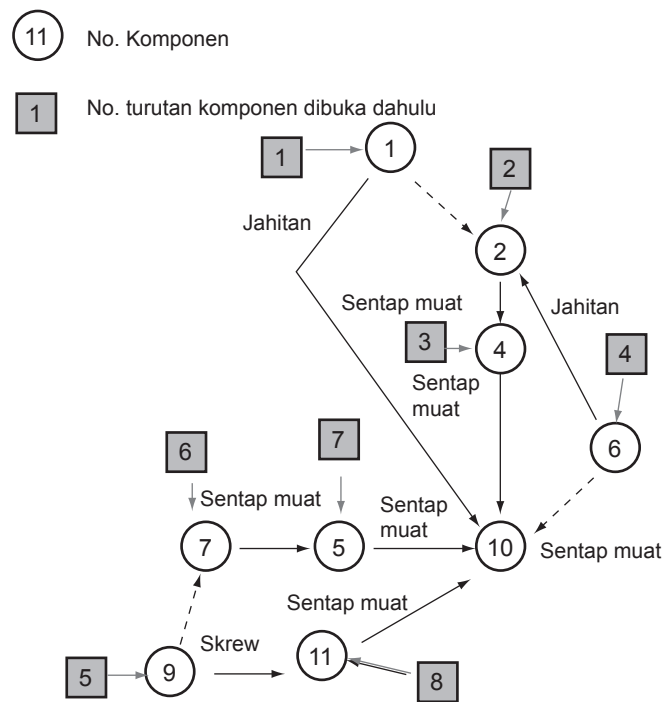 11 No. Komponen
1 No. turutan komponen dibuka dahulu
1
1
2
Jahitan
2
Sentap muat
Jahitan
3
4
4
Sentap
muat
7
6
6
Sentap muat
Sentap
muat
7
5
10
Sentap muat
Sentap muat
Skrew
11
5
9
8